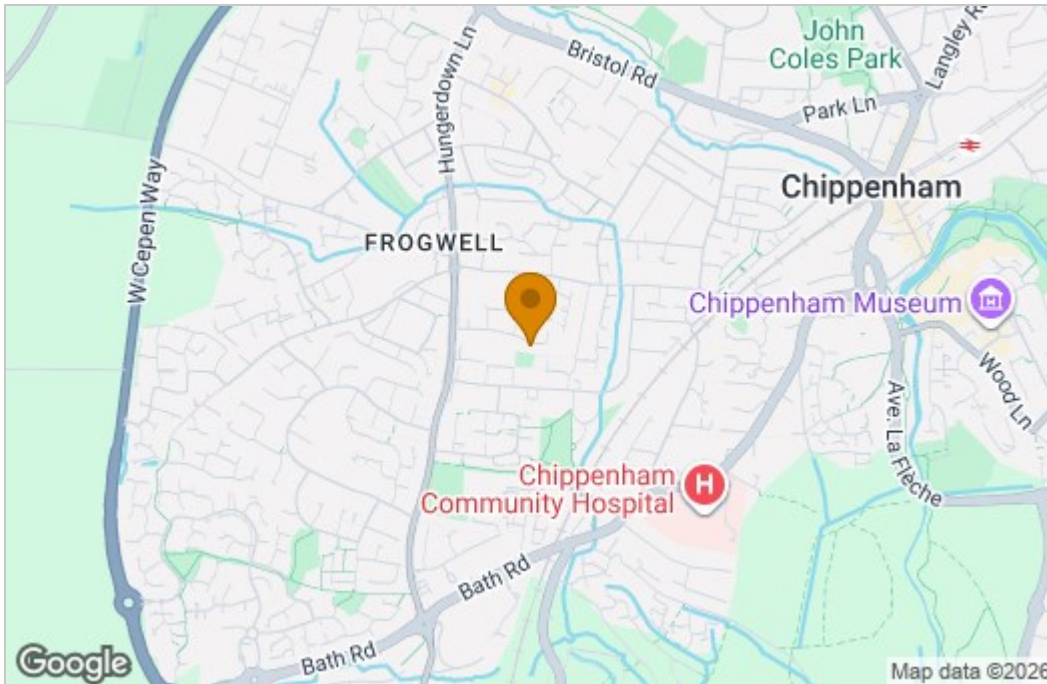 John
Coles Park
Langley Rd
Bristol Rd
Park Ln
Hungerdown Ln
W Cepen Way
Chippenham
FROGWELL
Chippenham Museum
Wood Ln
Ave. La Flèche
Chippenham
Community Hospital
H
Bath Rd
Bath Rd
Google
Map data ©2026